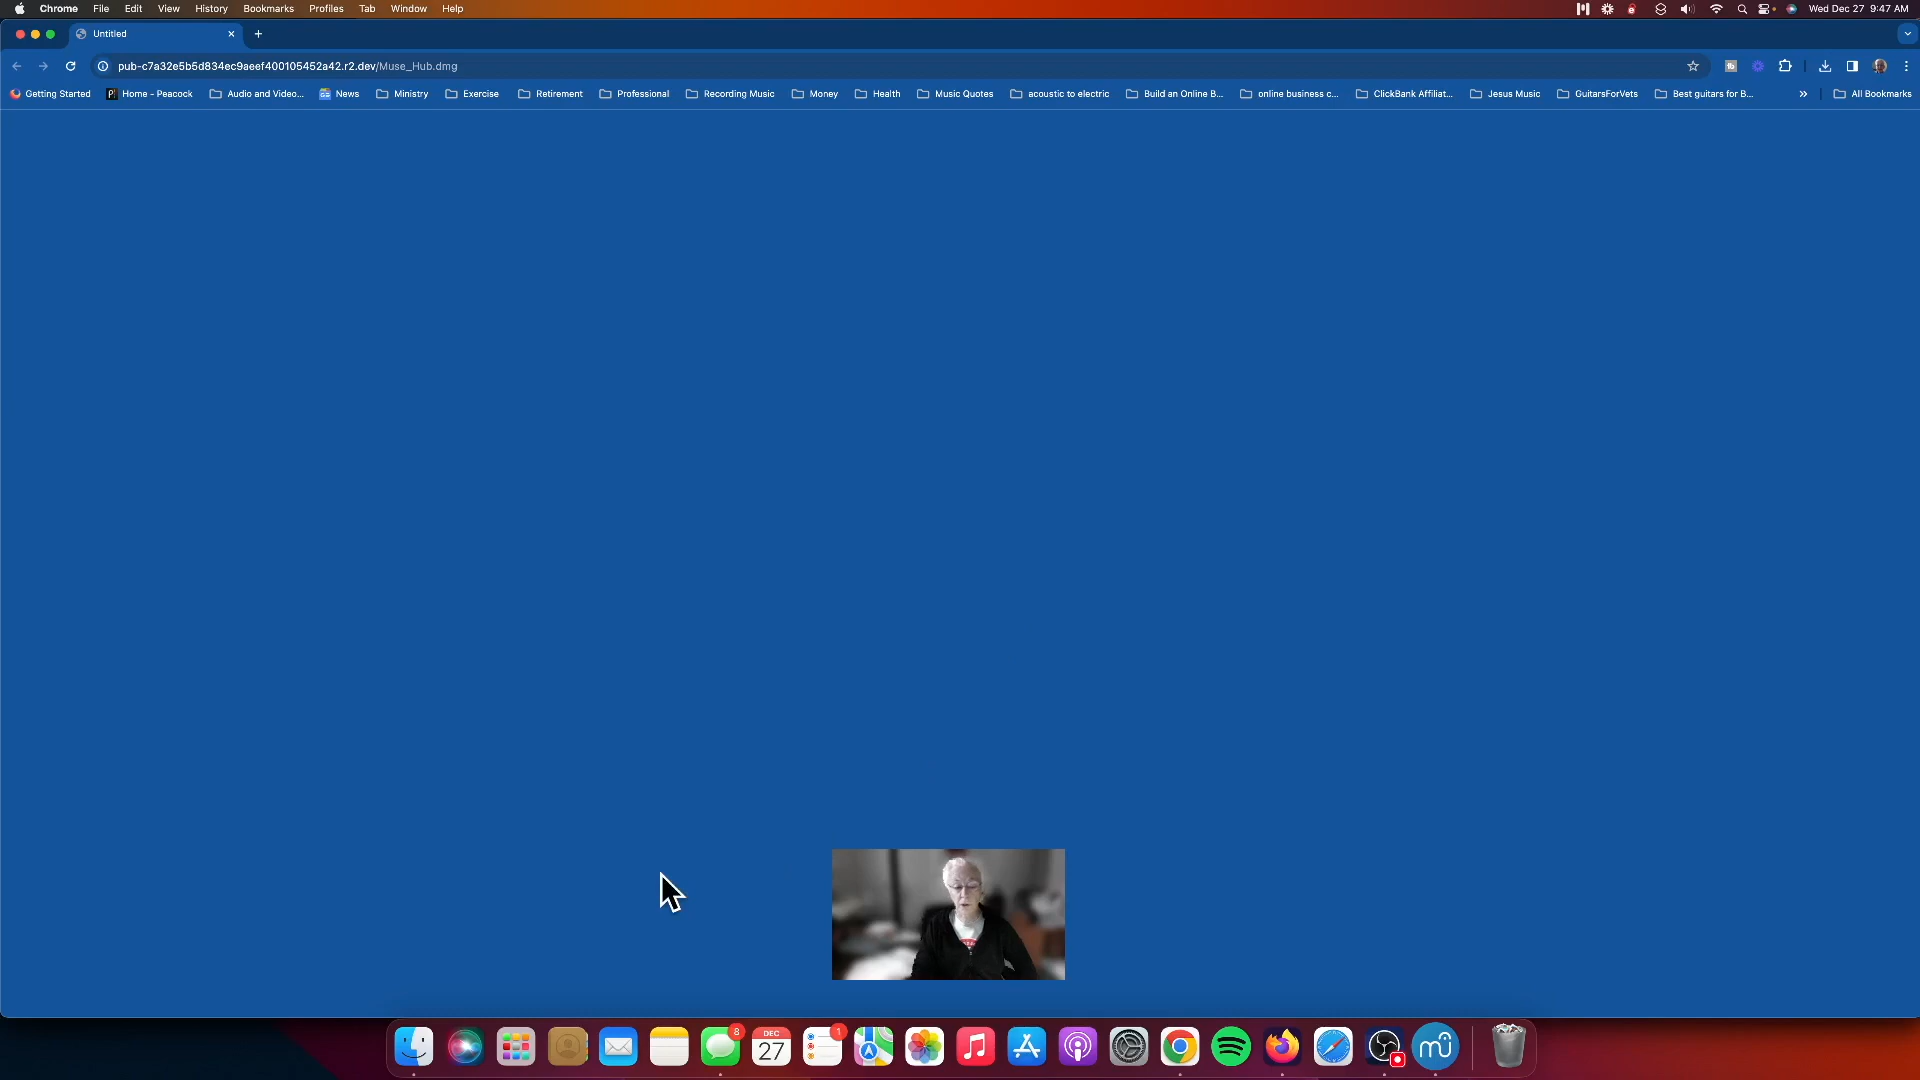 Chrome File Edit View History Bookmarks Profiles Tab Window Help Wed Dec 27 9:47 AM
Untitled
pub-c7a32e5b5d834ec9aeef400105452a42.r2.dev/Muse_Hub.dmg
Getting Started Home - Peacock Audio and Video... News Ministry Exercise Retirement Professional Recording Music Money Health Music Quotes acoustic to electric Build an Online B... online business c... ClickBank Affiliat... Jesus Music GuitarsForVets Best guitars for B... » All Bookmarks
8 DEC 27 1